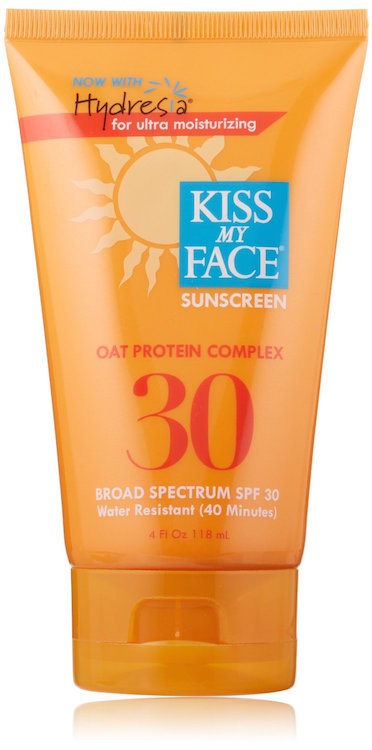 NOW WITH
Hydresia®
for ultra moisturizing
KISS
MY
FACE®
SUNSCREEN
OAT PROTEIN COMPLEX
30
BROAD SPECTRUM SPF 30
Water Resistant (40 Minutes)
4 Fl Oz 118 mL